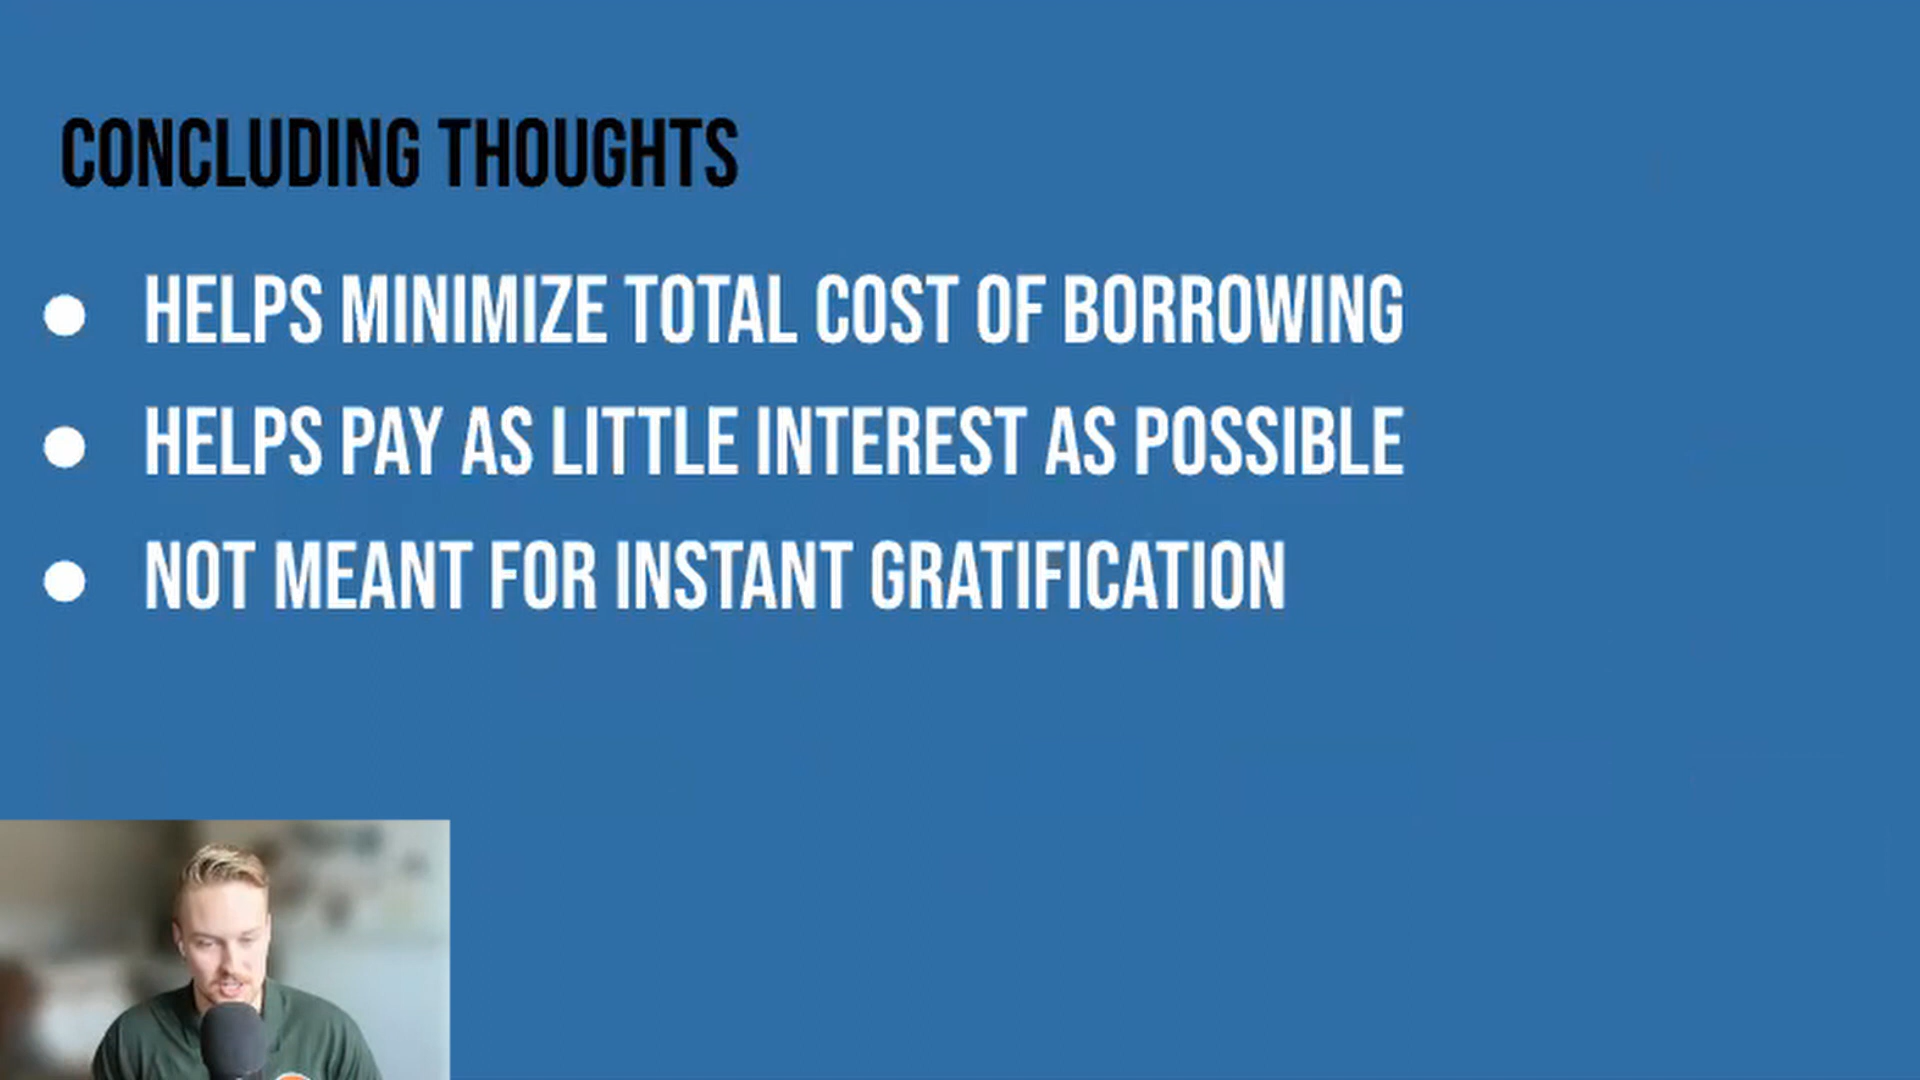 CONCLUDING THOUGHTS
HELPS MINIMIZE TOTAL COST OF BORROWING
HELPS PAY AS LITTLE INTEREST AS POSSIBLE
NOT MEANT FOR INSTANT GRATIFICATION